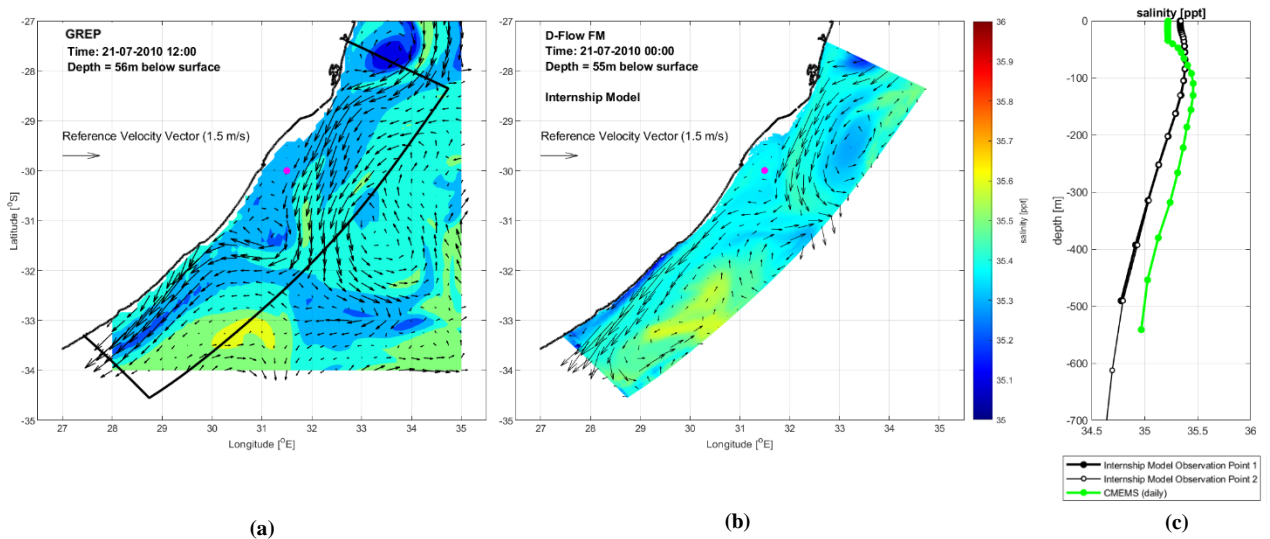 GREP
Time: 21-07-2010 12:00
Depth = 56m below surface
Reference Velocity Vector (1.5 m/s)
Latitude [°S]
-27
-28
-29
-30
-31
-32
-33
-34
-35
27 28 29 30 31 32 33 34 35
Longitude [°E]
(a)
D-Flow FM
Time: 21-07-2010 00:00
Depth = 55m below surface
Internship Model
Reference Velocity Vector (1.5 m/s)
-27
-28
-29
-30
-31
-32
-33
-34
-35
27 28 29 30 31 32 33 34 35
Longitude [°E]
(b)
36
35.9
35.8
35.7
35.6
35.5
35.4
35.3
35.2
35.1
35
salinity [ppt]
salinity [ppt]
depth [m]
0
-100
-200
-300
-400
-500
-600
-700
34.5 35 35.5 36
Internship Model Observation Point 1
Internship Model Observation Point 2
CMEMS (daily)
(c)